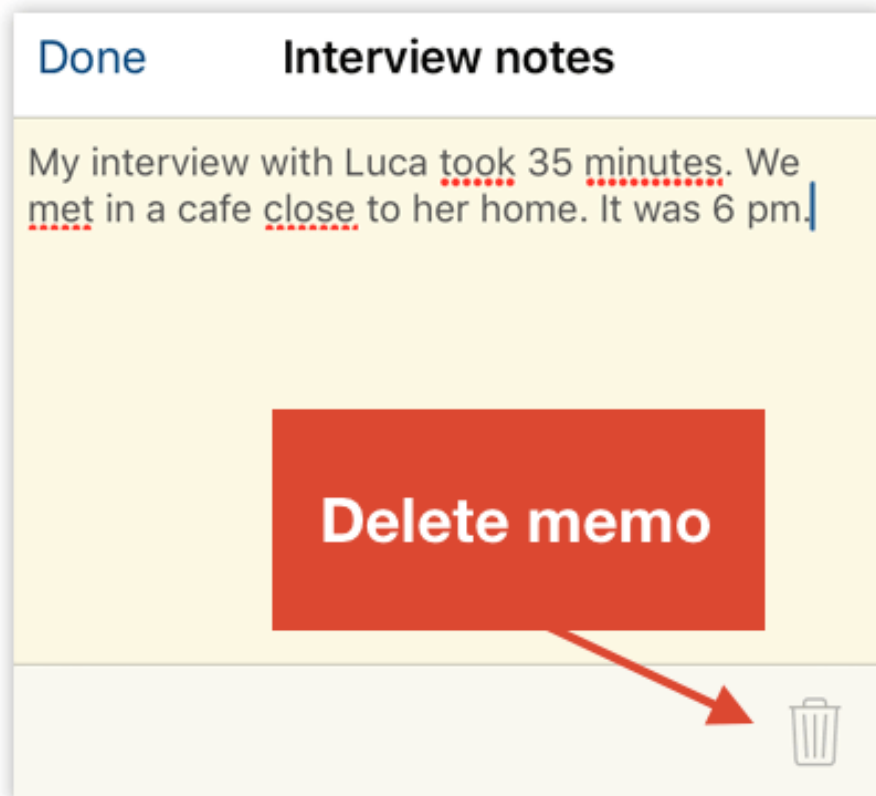 Done Interview notes
My interview with Luca took 35 minutes. We
met in a cafe close to her home. It was 6 pm.
Delete memo